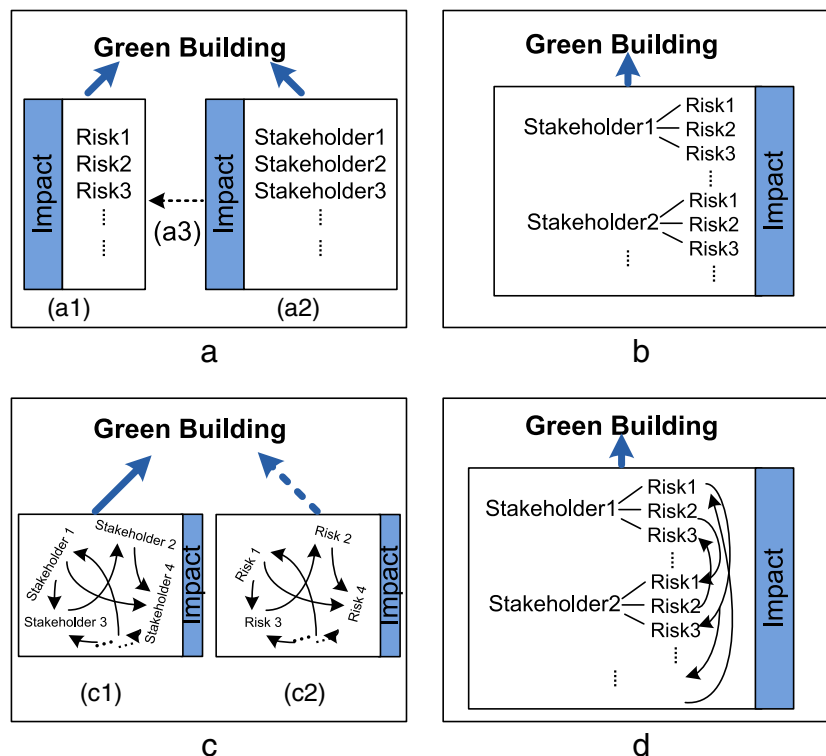 Green Building
Impact
Risk1
Risk2
Risk3
(a1)
(a3)
Impact
Stakeholder1
Stakeholder2
Stakeholder3
(a2)
a
Green Building
Stakeholder1
Risk1
Risk2
Risk3
Stakeholder2
Risk1
Risk2
Risk3
Impact
b
Green Building
Stakeholder 1
Stakeholder 2
Stakeholder 3
Stakeholder 4
Impact
(c1)
Risk 1
Risk 2
Risk 3
Risk 4
Impact
(c2)
c
Green Building
Stakeholder1
Risk1
Risk2
Risk3
Stakeholder2
Risk1
Risk2
Risk3
Impact
d